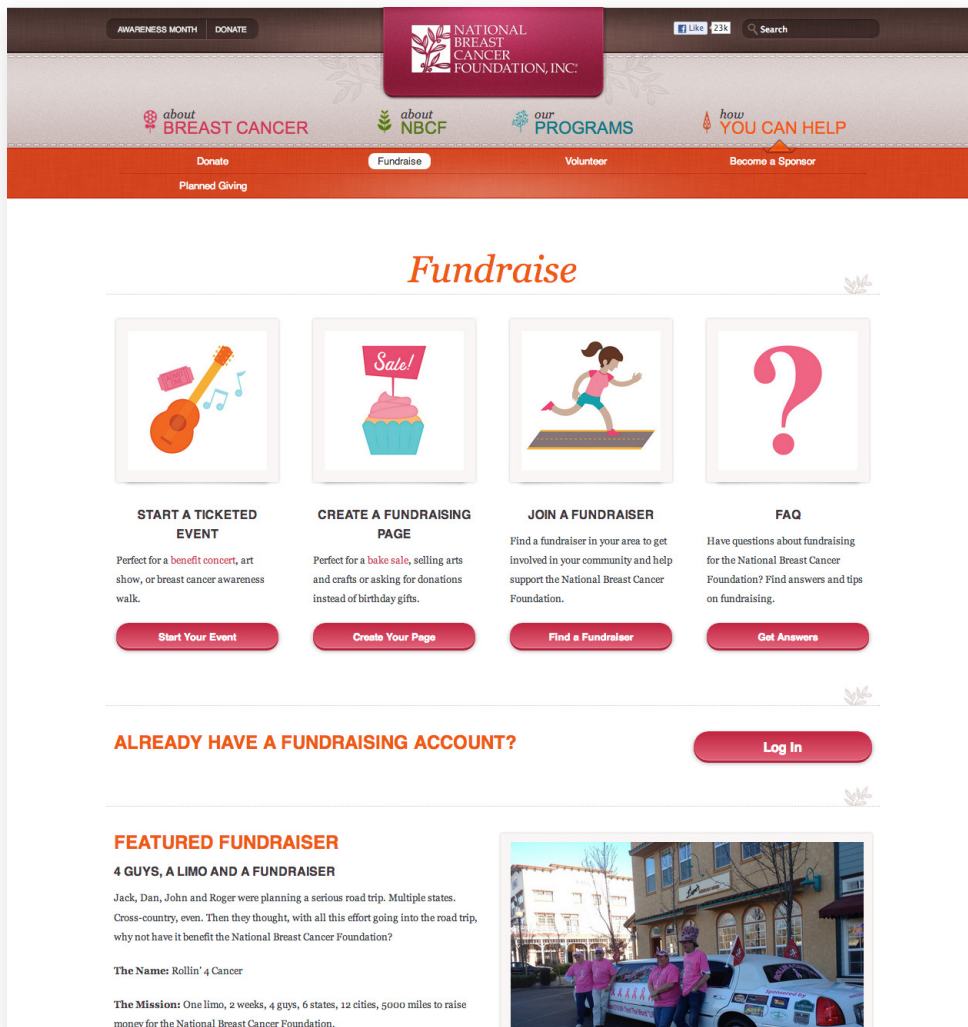 AWARENESS MONTH DONATE
NATIONAL
BREAST
CANCER
FOUNDATION, INC.®
Like 23k Search
about
BREAST CANCER
about
NBCF
our
PROGRAMS
how
YOU CAN HELP
Donate Fundraise Volunteer Become a Sponsor
Planned Giving
Fundraise
Sale!
START A TICKETED
EVENT
Perfect for a benefit concert, art
show, or breast cancer awareness
walk.
Start Your Event
CREATE A FUNDRAISING
PAGE
Perfect for a bake sale, selling arts
and crafts or asking for donations
instead of birthday gifts.
Create Your Page
JOIN A FUNDRAISER
Find a fundraiser in your area to get
involved in your community and help
support the National Breast Cancer
Foundation.
Find a Fundraiser
FAQ
Have questions about fundraising
for the National Breast Cancer
Foundation? Find answers and tips
on fundraising.
Get Answers
ALREADY HAVE A FUNDRAISING ACCOUNT?
Log In
FEATURED FUNDRAISER
4 GUYS, A LIMO AND A FUNDRAISER
Jack, Dan, John and Roger were planning a serious road trip. Multiple states.
Cross-country, even. Then they thought, with all this effort going into the road trip,
why not have it benefit the National Breast Cancer Foundation?
The Name: Rollin' 4 Cancer
The Mission: One limo, 2 weeks, 4 guys, 6 states, 12 cities, 5000 miles to raise
money for the National Breast Cancer Foundation.
Sponsored by